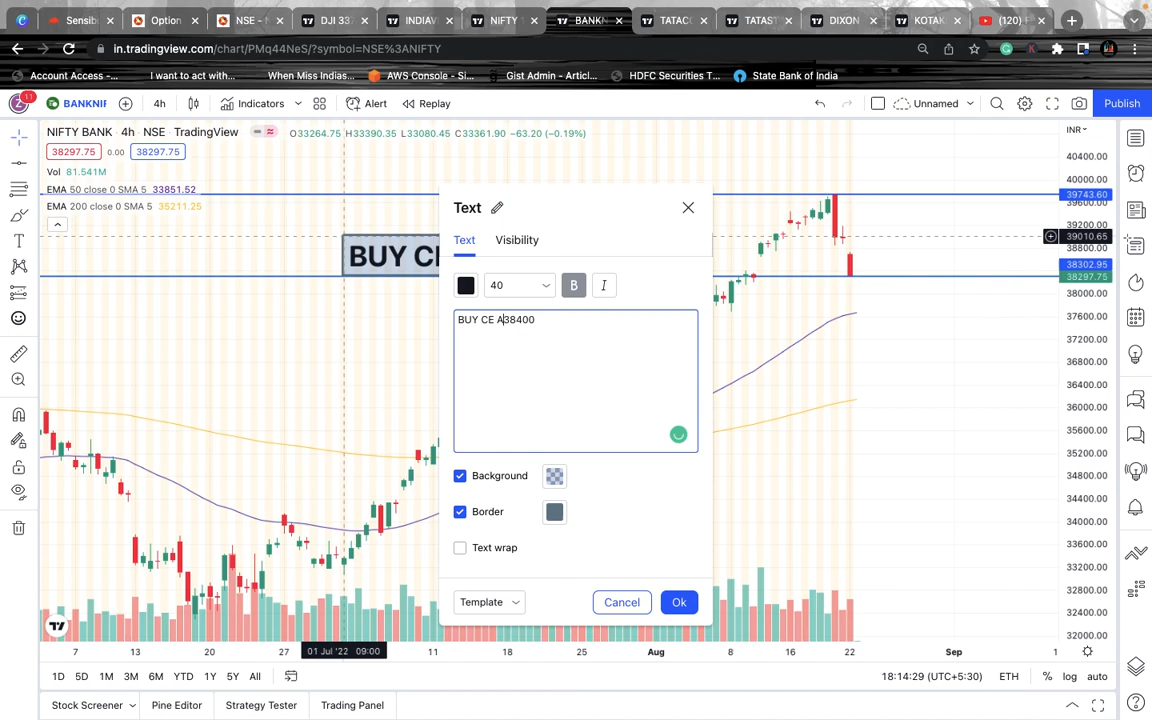 Sensib
Option
NSE -
DJI 337
INDIAV
NIFTY 1
BANKN
TATACO
TATAST
DIXON
KOTAK
(120) F
in.tradingview.com/chart/PMq44NeS/?symbol=NSE%3ANIFTY
Account Access -...
I want to act with...
When Miss Indias...
AWS Console - Si...
Gist Admin - Articl...
HDFC Securities T...
State Bank of India
11
Z
BANKNIF
4h
Indicators
Alert
Replay
Unnamed
Publish
NIFTY BANK · 4h · NSE · TradingView
O33264.75 H33390.35 L33080.45 C33361.90 −63.20 (−0.19%)
INR
38297.75 0.00 38297.75
Vol 81.541M
EMA 50 close 0 SMA 5 33851.52
EMA 200 close 0 SMA 5 35211.25
BUY CE
Text
Text
Visibility
40
B
I
BUY CE A38400
Background
Border
Text wrap
Template
Cancel
Ok
40400.00
40000.00
39743.60
39600.00
39200.00
39010.65
38800.00
38302.95
38297.75
38000.00
37600.00
37200.00
36800.00
36400.00
36000.00
35600.00
35200.00
34800.00
34400.00
34000.00
33600.00
33200.00
32800.00
32400.00
32000.00
7
13
20
27
01 Jul '22 09:00
11
18
25
Aug
8
16
22
Sep
1
1D 5D 1M 3M 6M YTD 1Y 5Y All
18:14:29 (UTC+5:30)
ETH
%
log
auto
Stock Screener
Pine Editor
Strategy Tester
Trading Panel